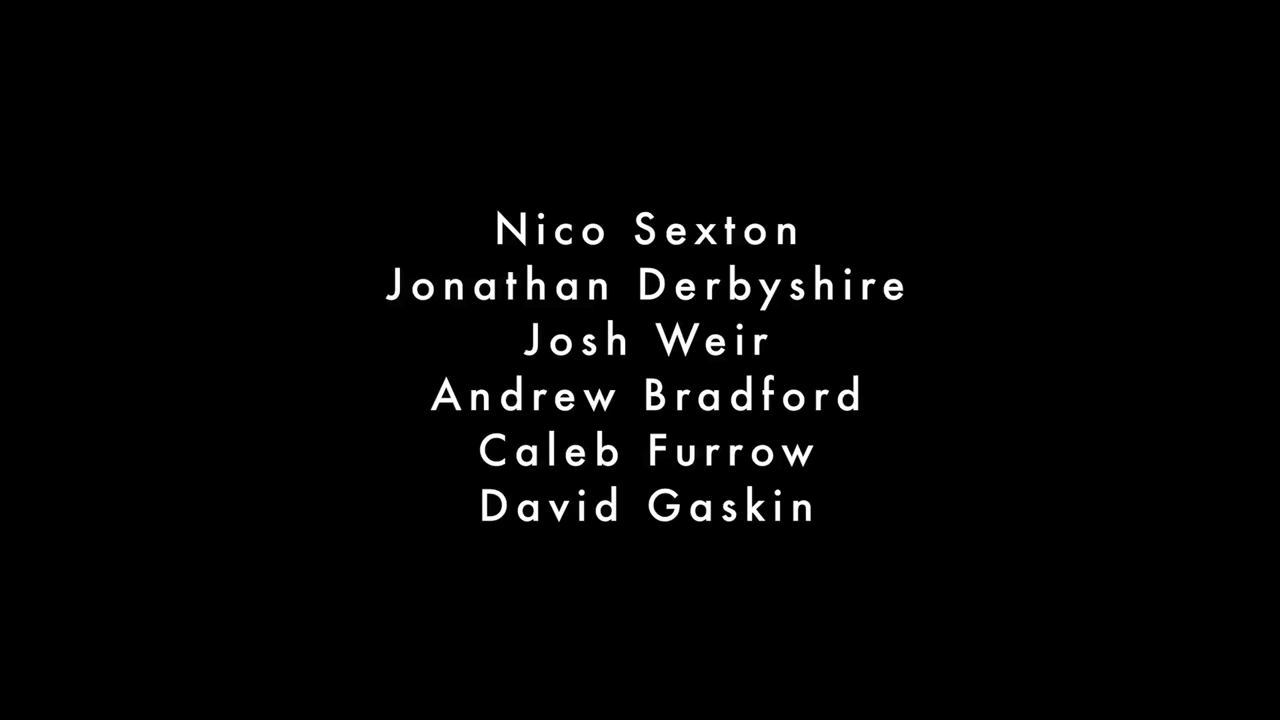 Nico Sexton
Jonathan Derbyshire
Josh Weir
Andrew Bradford
Caleb Furrow
David Gaskin